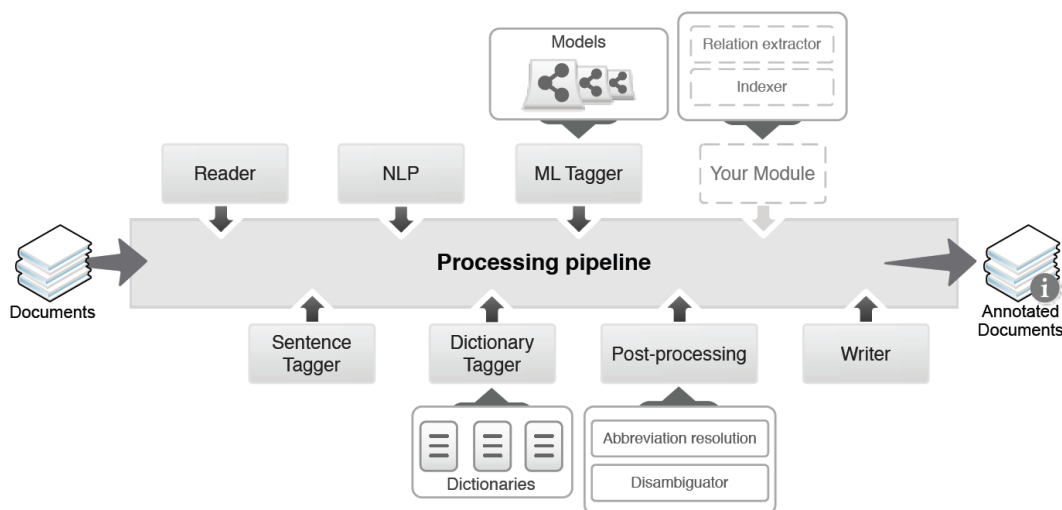 Models
Relation extractor
Indexer
Reader
NLP
ML Tagger
Your Module
Processing pipeline
Documents
Annotated
Documents
Sentence
Tagger
Dictionary
Tagger
Post-processing
Writer
Dictionaries
Abbreviation resolution
Disambiguator